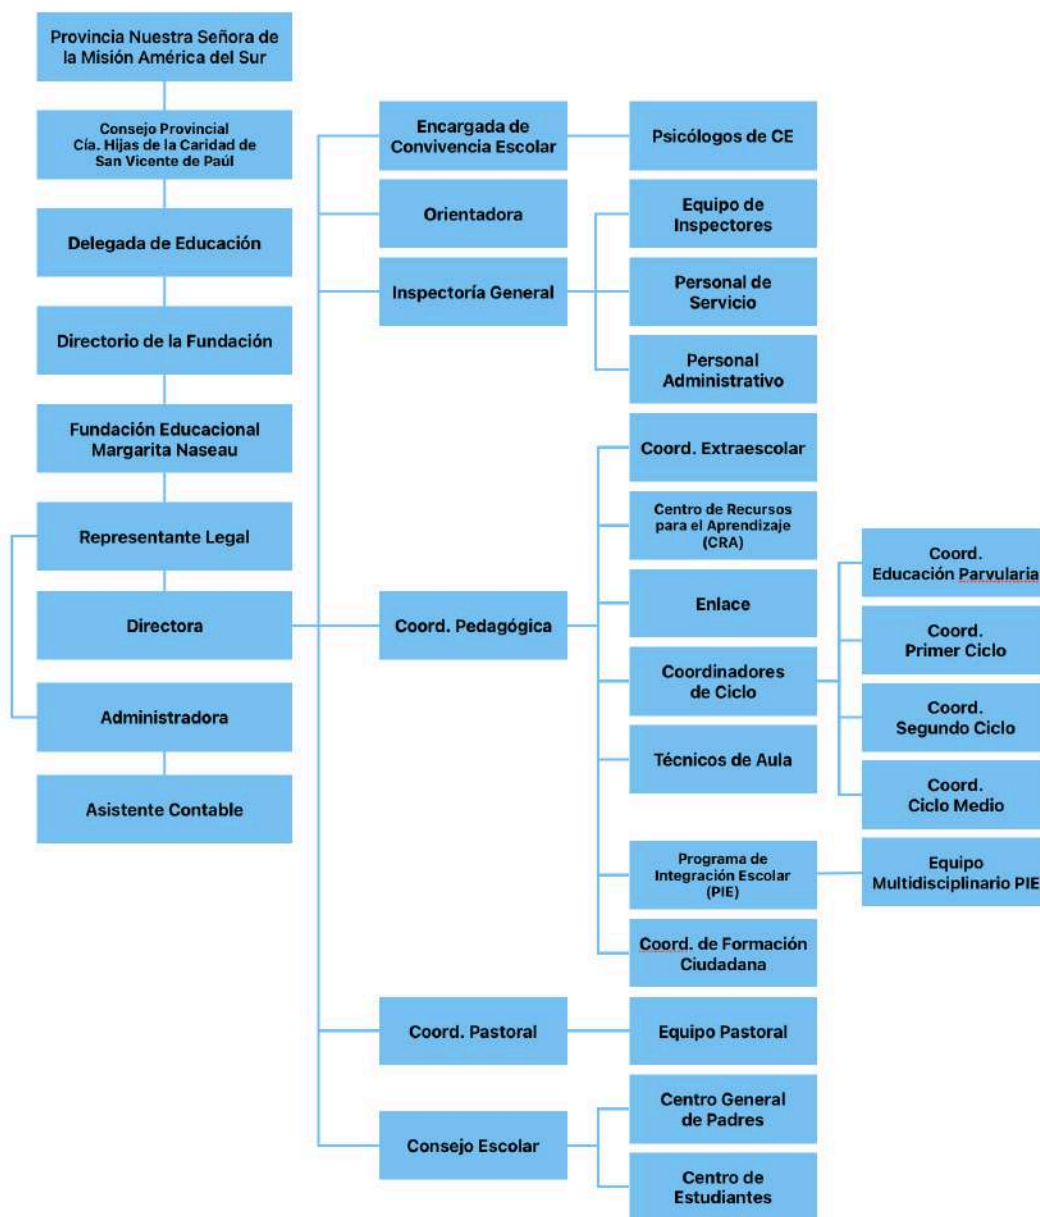 Provincia Nuestra Señora de
la Misión América del Sur
Consejo Provincial
Cía. Hijas de la Caridad de
San Vicente de Paúl
Delegada de Educación
Directorio de la Fundación
Fundación Educacional
Margarita Naseau
Representante Legal
Directora
Administradora
Asistente Contable
Encargada de
Convivencia Escolar
Orientadora
Inspectoría General
Coord. Pedagógica
Coord. Pastoral
Consejo Escolar
Psicólogos de CE
Equipo de
Inspectores
Personal de
Servicio
Personal
Administrativo
Coord. Extraescolar
Centro de Recursos
para el Aprendizaje
(CRA)
Enlace
Coordinadores
de Ciclo
Técnicos de Aula
Programa de
Integración Escolar
(PIE)
Coord. de Formación
Ciudadana
Equipo Pastoral
Centro General
de Padres
Centro de
Estudiantes
Coord.
Educación Parvularia
Coord.
Primer Ciclo
Coord.
Segundo Ciclo
Coord.
Ciclo Medio
Equipo
Multidisciplinario PIE